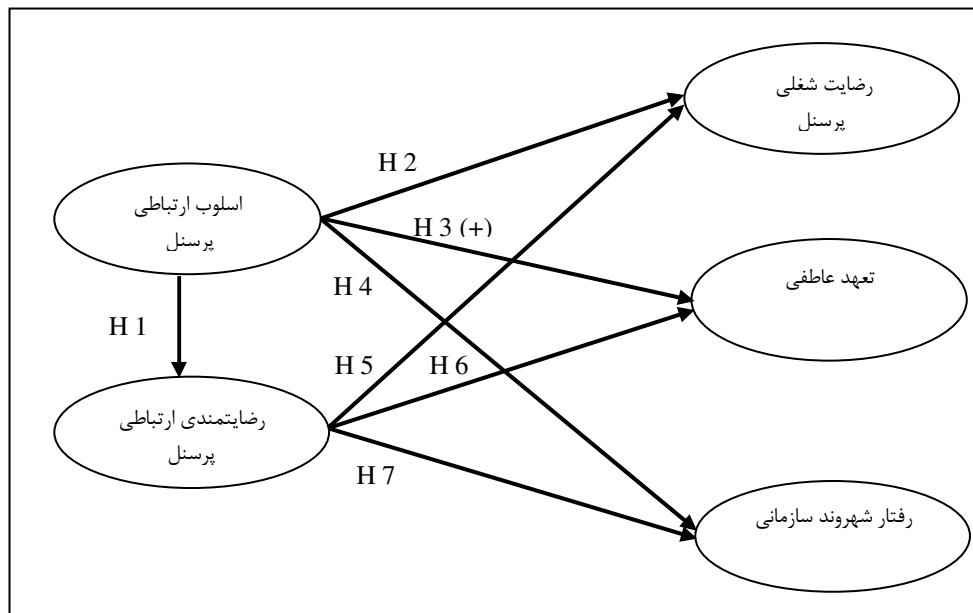 رضایت شغلی
پرسنل
H 2
اسلوب ارتباطی
پرسنل
H 3 (+)
H 4
تعهد عاطفی
H 1
H 5
H 6
رضایتمندی ارتباطی
پرسنل
H 7
رفتار شهروند سازمانی